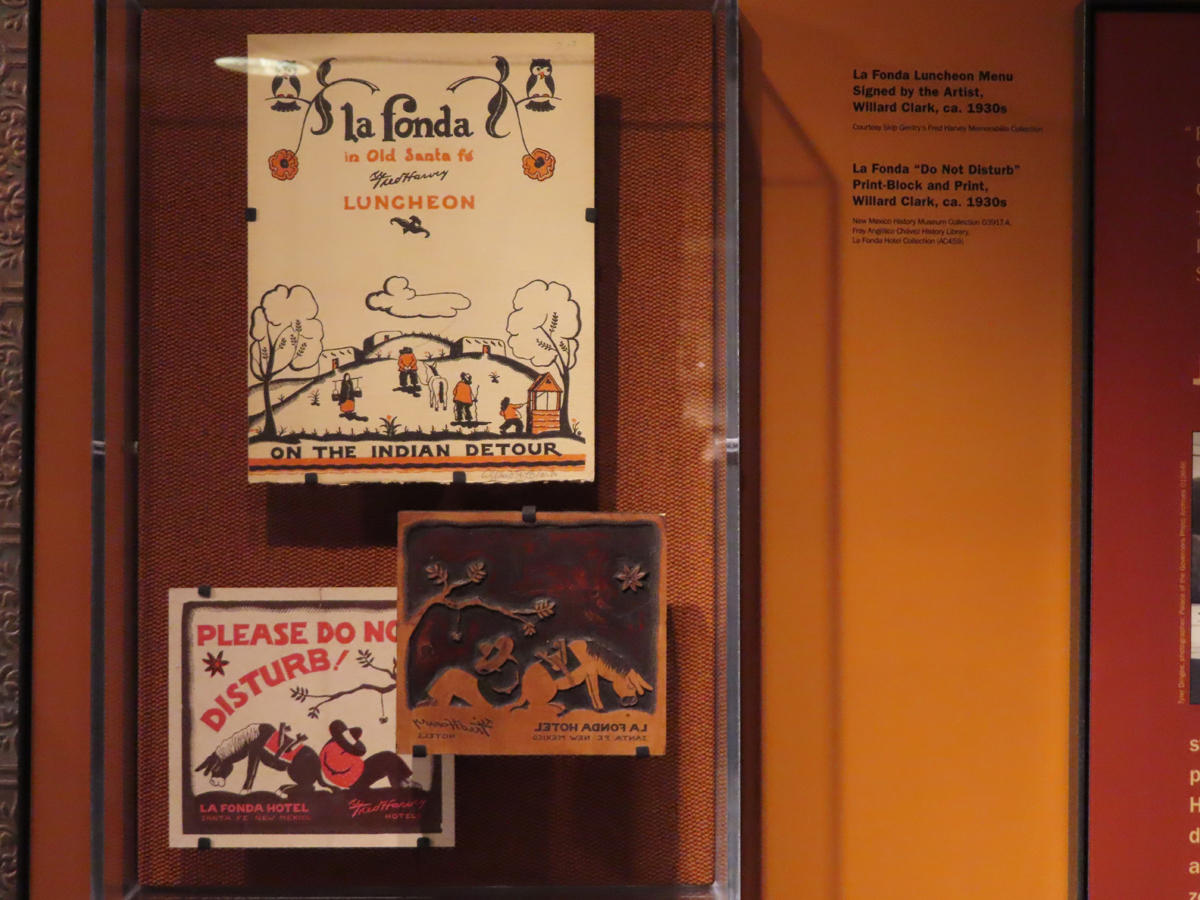 la fonda
in Old Santa fé
Fred Harvey
LUNCHEON
ON THE INDIAN DETOUR
PLEASE DO NO
DISTURB!
LA FONDA HOTEL
SANTA FE NEW MEXICO
Fred Harvey
HOTELS
Fred Harvey
HOTELS
LA FONDA HOTEL
SANTA FE NEW MEXICO
La Fonda Luncheon Menu
Signed by the Artist,
Willard Clark, ca. 1930s
Courtesy Skip Gentry's Fred Harvey Memorabilia Collection
La Fonda "Do Not Disturb"
Print-Block and Print,
Willard Clark, ca. 1930s
New Mexico History Museum Collection 03917.4,
Fray Angélico Chávez History Library,
La Fonda Hotel Collection (AC459)
s
p
H
d
a